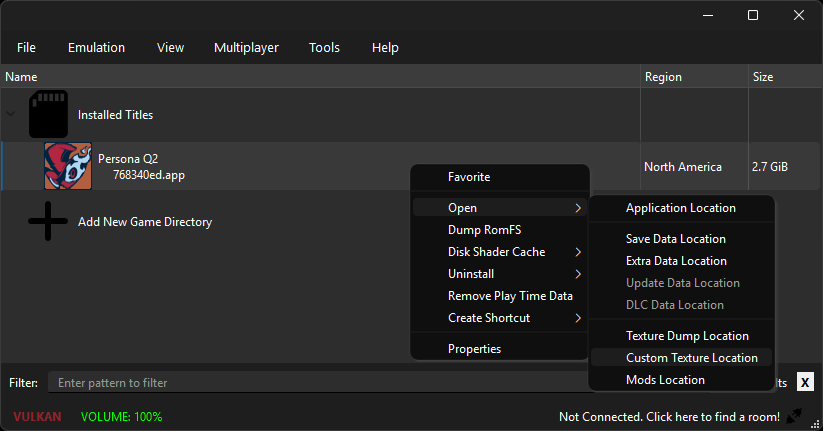 File Emulation View Multiplayer Tools Help
Name Region Size
Installed Titles
Persona Q2
768340ed.app
North America 2.7 GiB
Add New Game Directory
Favorite
Open
Dump RomFS
Disk Shader Cache
Uninstall
Remove Play Time Data
Create Shortcut
Properties
Application Location
Save Data Location
Extra Data Location
Update Data Location
DLC Data Location
Texture Dump Location
Custom Texture Location
Mods Location
Filter: Enter pattern to filter X
VULKAN VOLUME: 100% Not Connected. Click here to find a room!